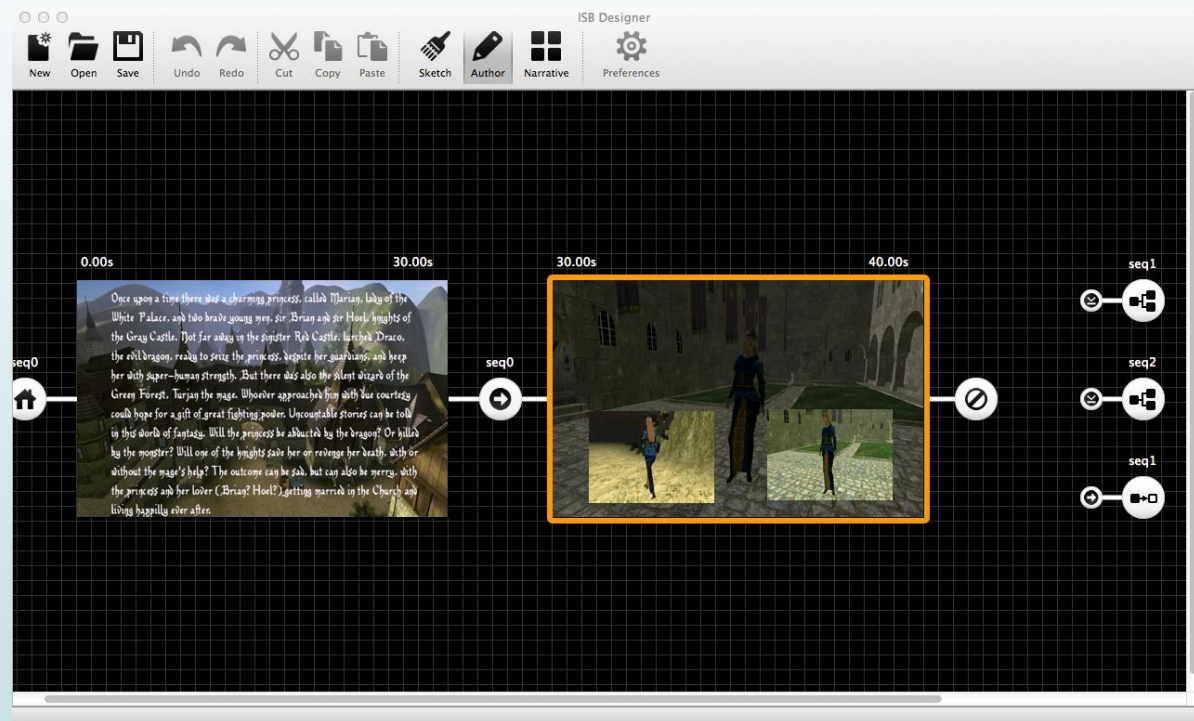 ISB Designer
New Open Save Undo Redo Cut Copy Paste Sketch Author Narrative Preferences
0.00s 30.00s 30.00s 40.00s
seq1
Once upon a time there was a charming princess, called Marian, lady of the
White Palace, and two brave young men, sir Brian and sir Hoel, knights of
the Gray Castle. Not far away in the sinister Red Castle, lurched Draco,
the evil dragon, ready to seize the princess, despite her guardians, and keep
her with super-human strength. But there was also the silent wizard of the
Green Forest, Turjan the mage. Whoever approached him with due courtesy
could hope for a gift of great fighting power. Uncountable stories can be told
in this world of fantasy. Will the princess be abducted by the dragon? Or killed
by the monster? Will one of the knights save her or revenge her death, with or
without the mage's help? The outcome can be sad, but can also be merry, with
the princess and her lover (Brian? Hoel?) getting married in the Church and
living happilly ever after.
seq0 seq0 seq2
seq1